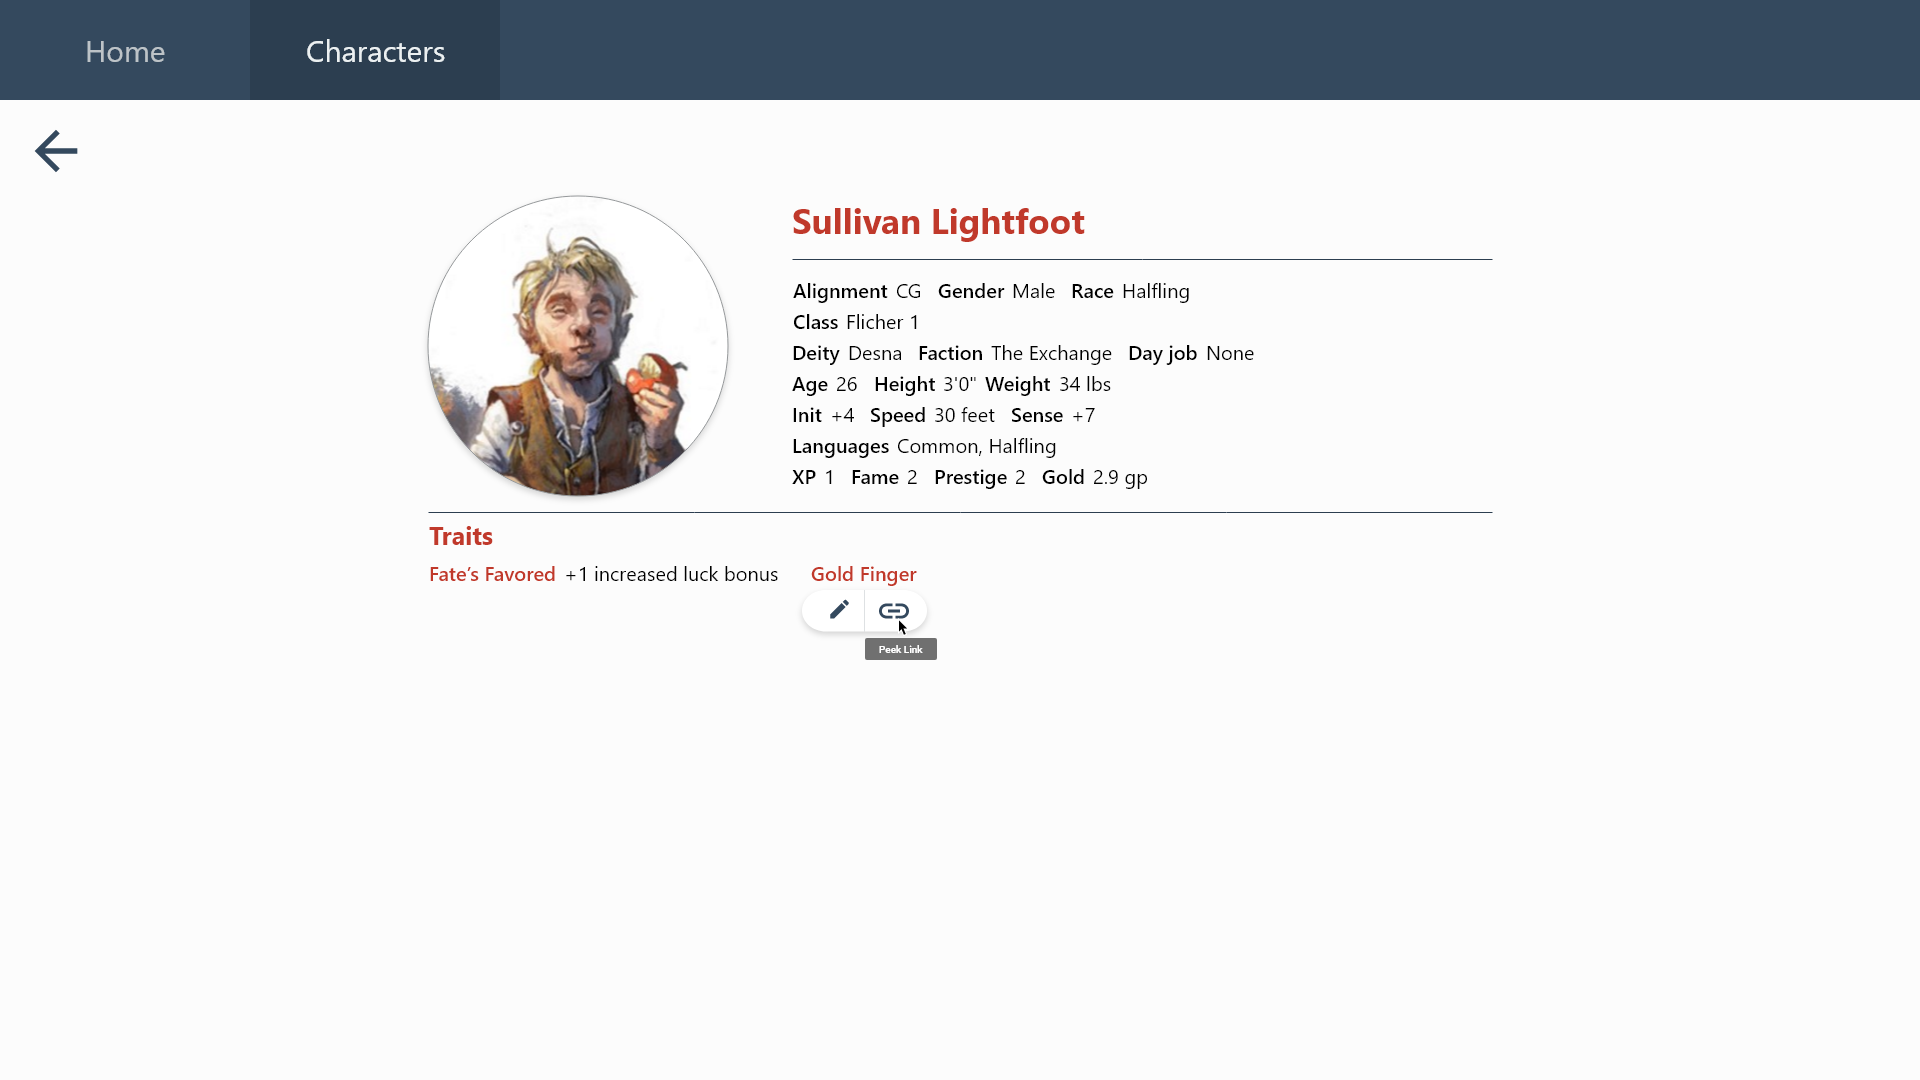 Home Characters
Sullivan Lightfoot
Alignment CG Gender Male Race Halfling
Class Flicher 1
Deity Desna Faction The Exchange Day job None
Age 26 Height 3'0" Weight 34 lbs
Init +4 Speed 30 feet Sense +7
Languages Common, Halfling
XP 1 Fame 2 Prestige 2 Gold 2.9 gp
Traits
Fate’s Favored +1 increased luck bonus Gold Finger
Peek Link